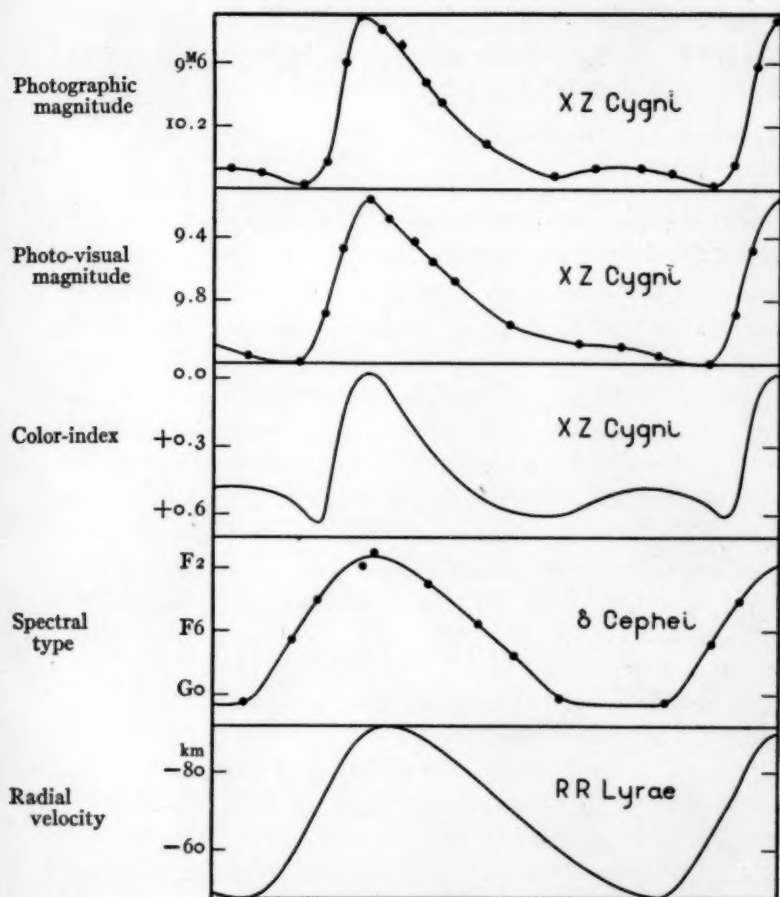 Photographic
magnitude
9.ᴹ6
10.2
XZ Cygni
Photo-visual
magnitude
9.4
9.8
XZ Cygni
Color-index
0.0
+0.3
+0.6
XZ Cygni
Spectral
type
F2
F6
G0
δ Cephei
Radial
velocity
km
−80
−60
RR Lyrae